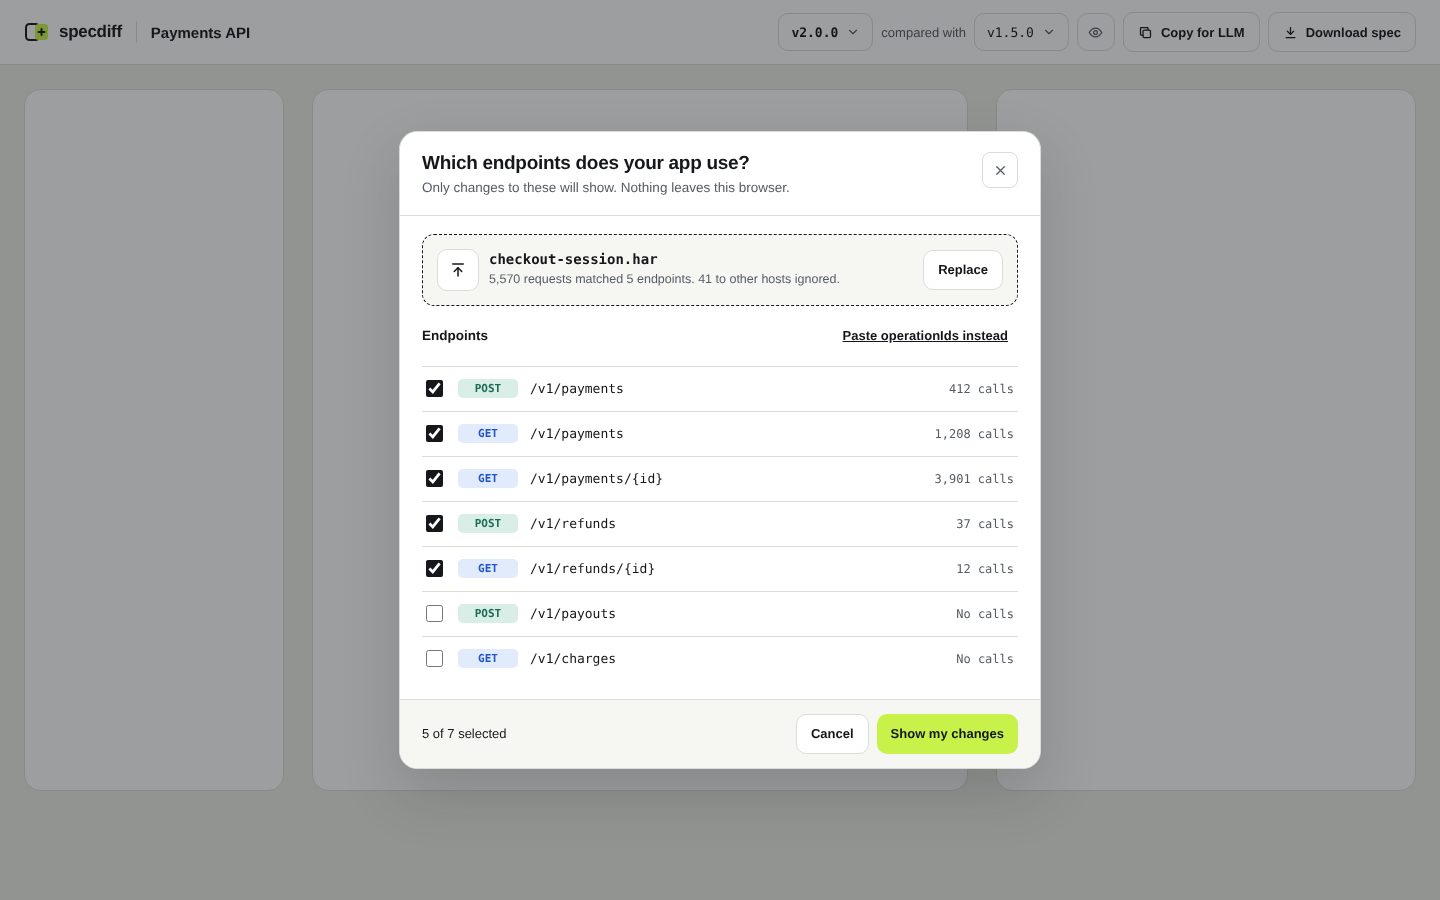 specdiff
Payments API
v2.0.0
compared with
v1.5.0
Copy for LLM
Download spec
Which endpoints does your app use?
Only changes to these will show. Nothing leaves this browser.
checkout-session.har
5,570 requests matched 5 endpoints. 41 to other hosts ignored.
Replace
Endpoints
Paste operationIds instead
POST /v1/payments 412 calls
GET /v1/payments 1,208 calls
GET /v1/payments/{id} 3,901 calls
POST /v1/refunds 37 calls
GET /v1/refunds/{id} 12 calls
POST /v1/payouts No calls
GET /v1/charges No calls
5 of 7 selected
Cancel
Show my changes